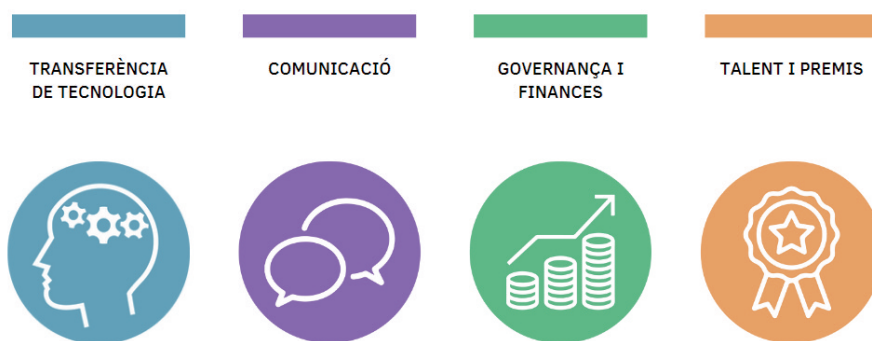 TRANSFERÈNCIA
DE TECNOLOGIA
COMUNICACIÓ
GOVERNANÇA I
FINANCES
TALENT I PREMIS